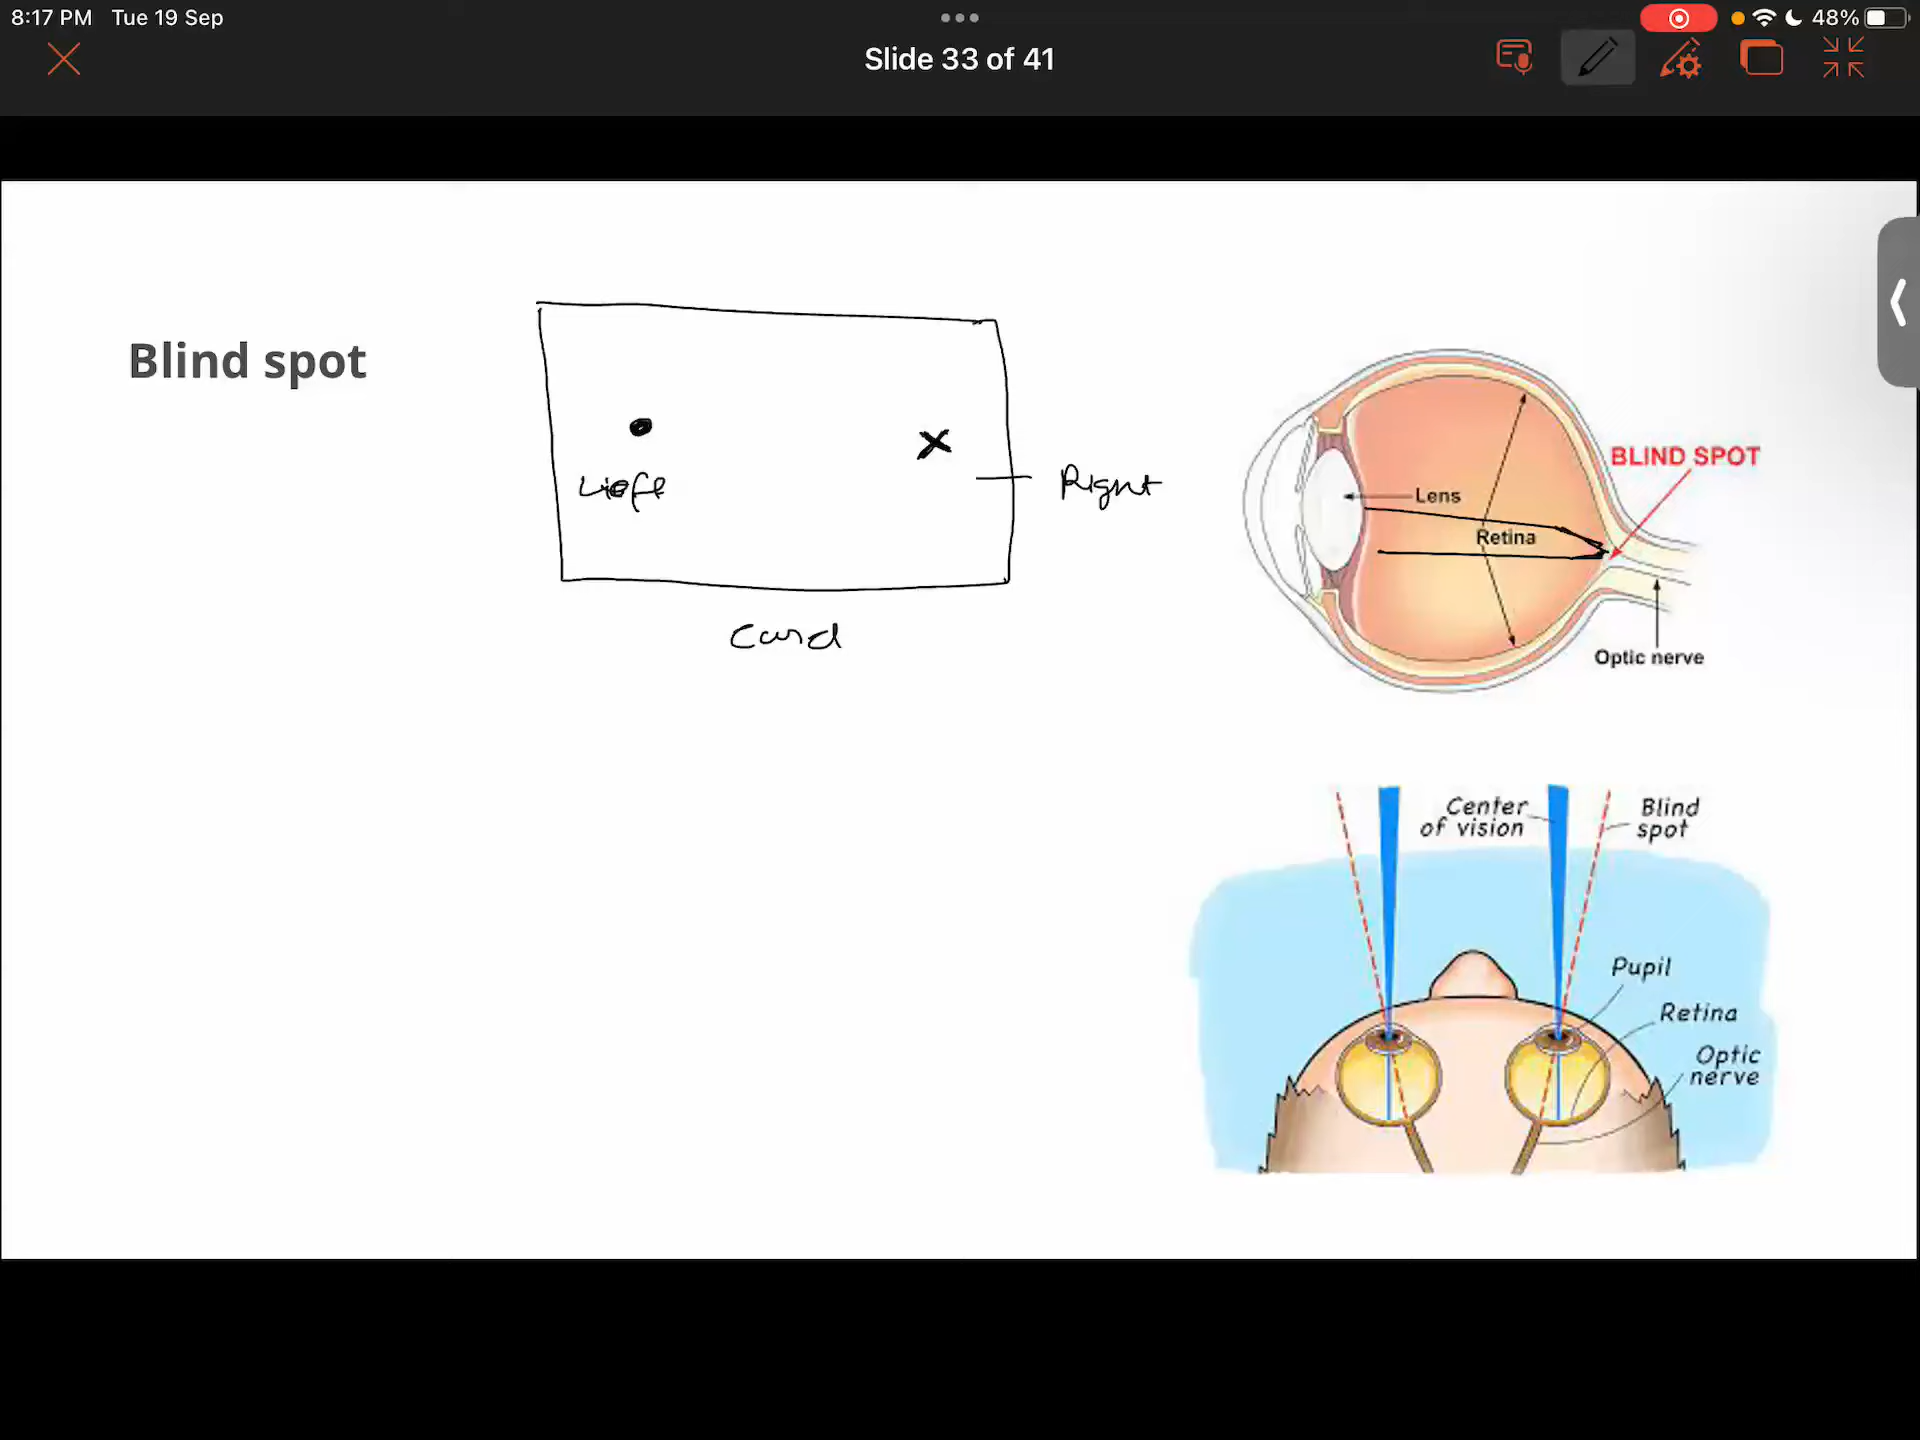 8:17 PM Tue 19 Sep
48%
Slide 33 of 41
Blind spot
Left
Right
Card
BLIND SPOT
Lens
Retina
Optic nerve
Center
of vision
Blind
spot
Pupil
Retina
Optic
nerve